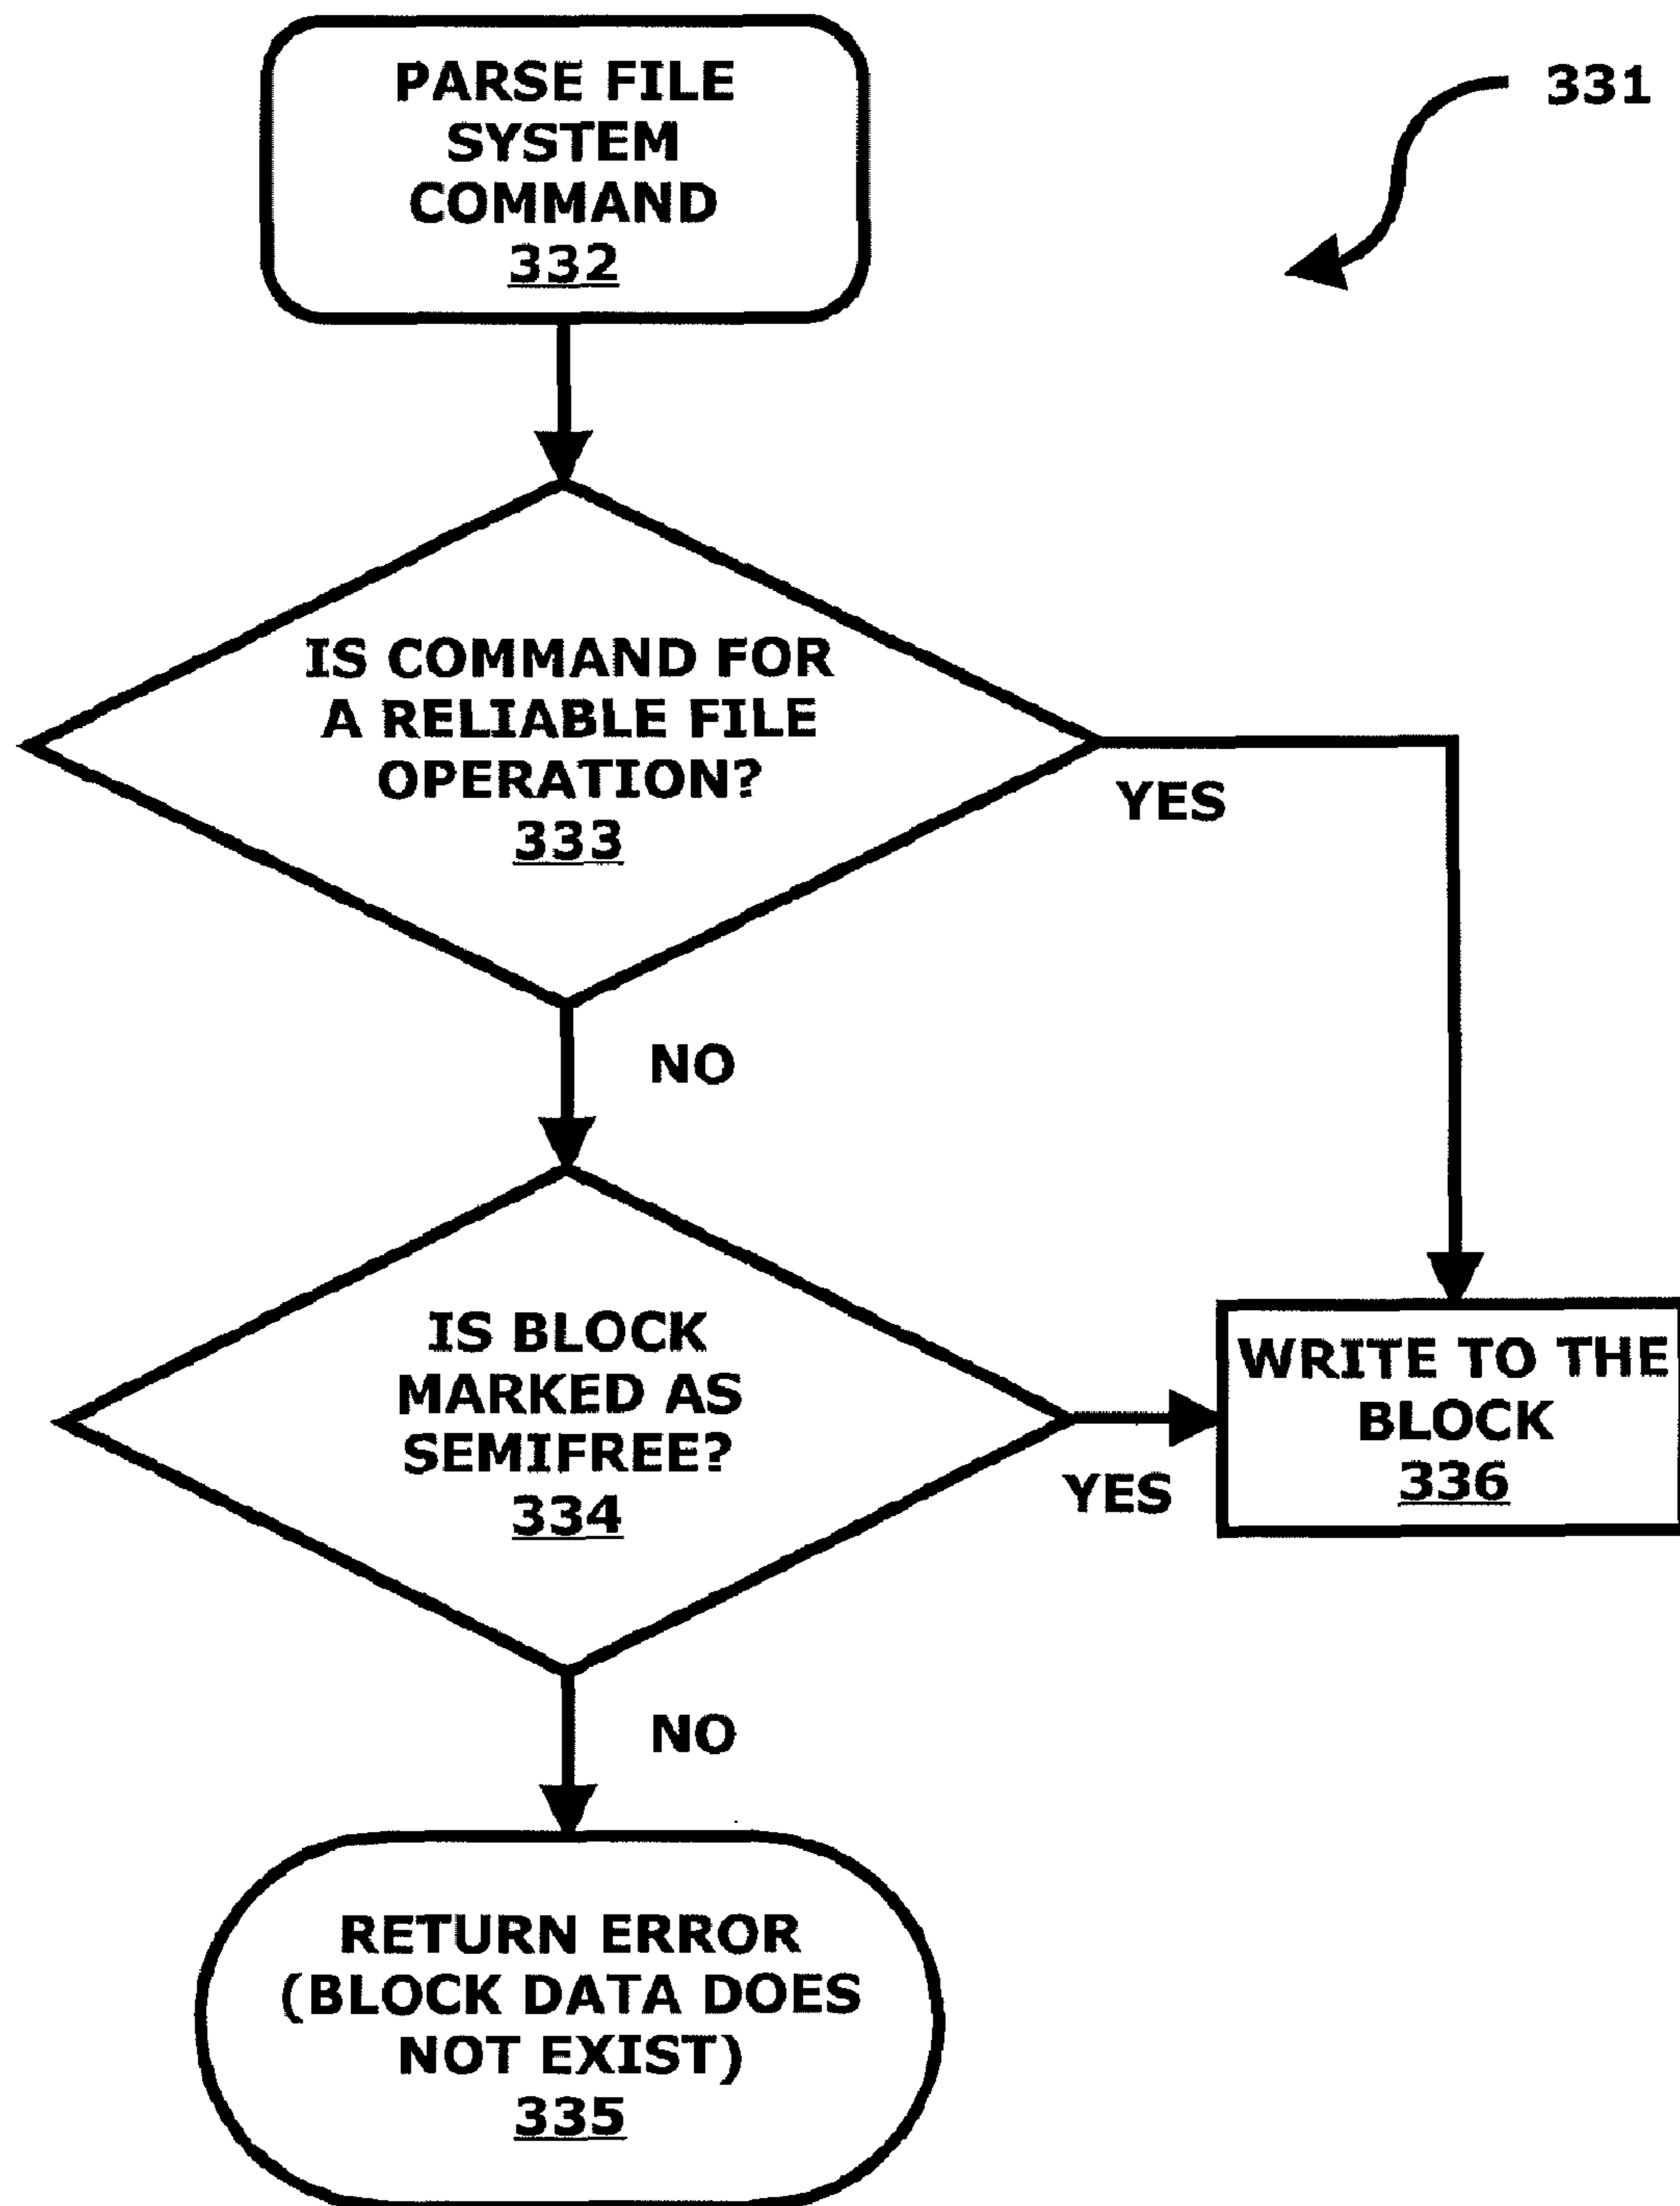 PARSE FILE
SYSTEM
COMMAND
332
331
IS COMMAND FOR
A RELIABLE FILE
OPERATION?
333
YES
NO
IS BLOCK
MARKED AS
SEMIFREE?
334
YES
WRITE TO THE
BLOCK
336
NO
RETURN ERROR
(BLOCK DATA DOES
NOT EXIST)
335